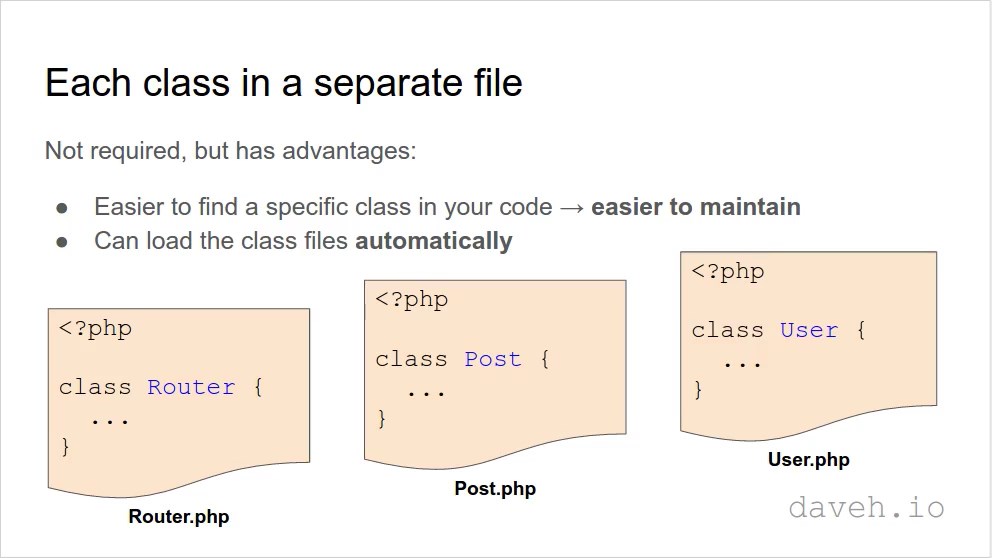 Each class in a separate file
Not required, but has advantages:
● Easier to find a specific class in your code → easier to maintain
● Can load the class files automatically
<?php
class Router {
...
}
Router.php
<?php
class Post {
...
}
Post.php
<?php
class User {
...
}
User.php
daveh.io